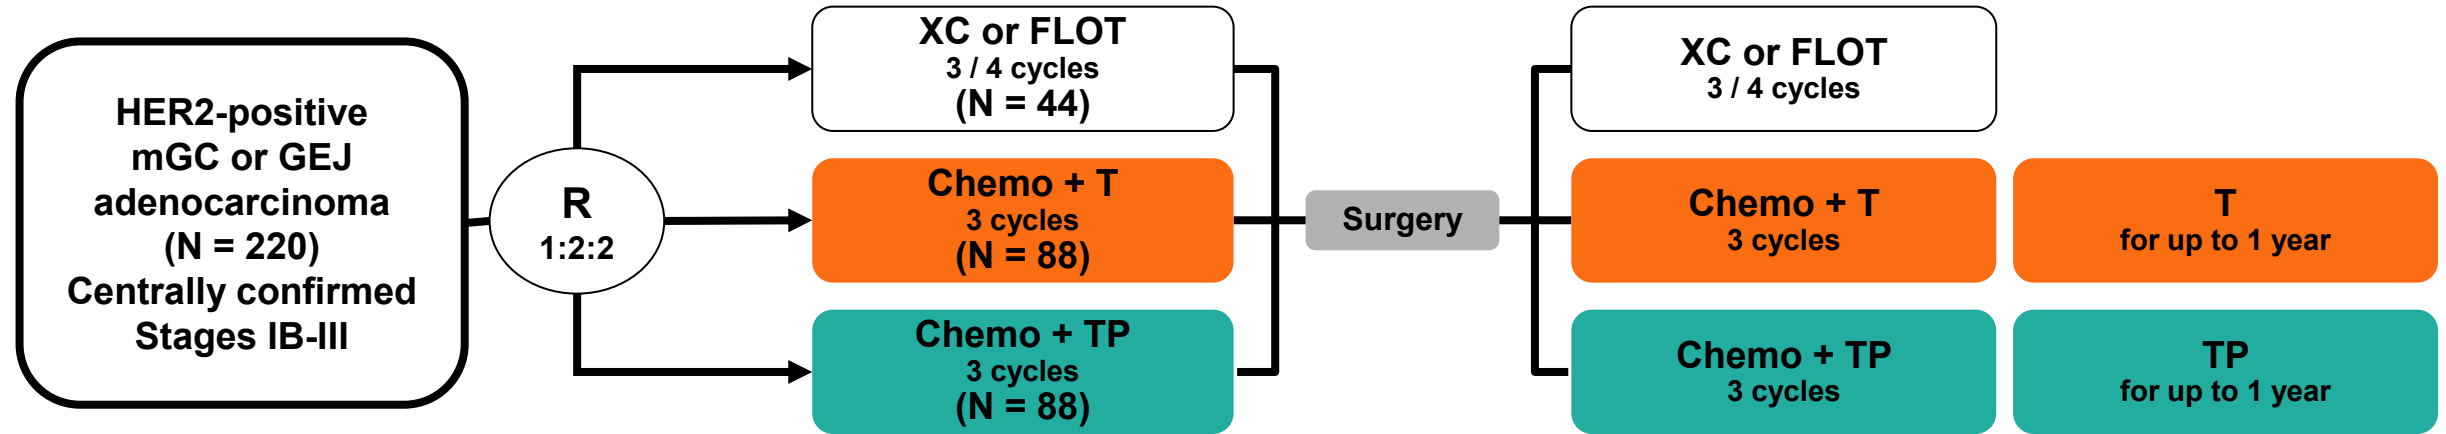 HER2-positive
mGC or GEJ
adenocarcinoma
(N = 220)
Centrally confirmed
Stages IB-III
R
1:2:2
XC or FLOT
3 / 4 cycles
(N = 44)
Chemo + T
3 cycles
(N = 88)
Chemo + TP
3 cycles
(N = 88)
Surgery
XC or FLOT
3 / 4 cycles
Chemo + T
3 cycles
T
for up to 1 year
Chemo + TP
3 cycles
TP
for up to 1 year